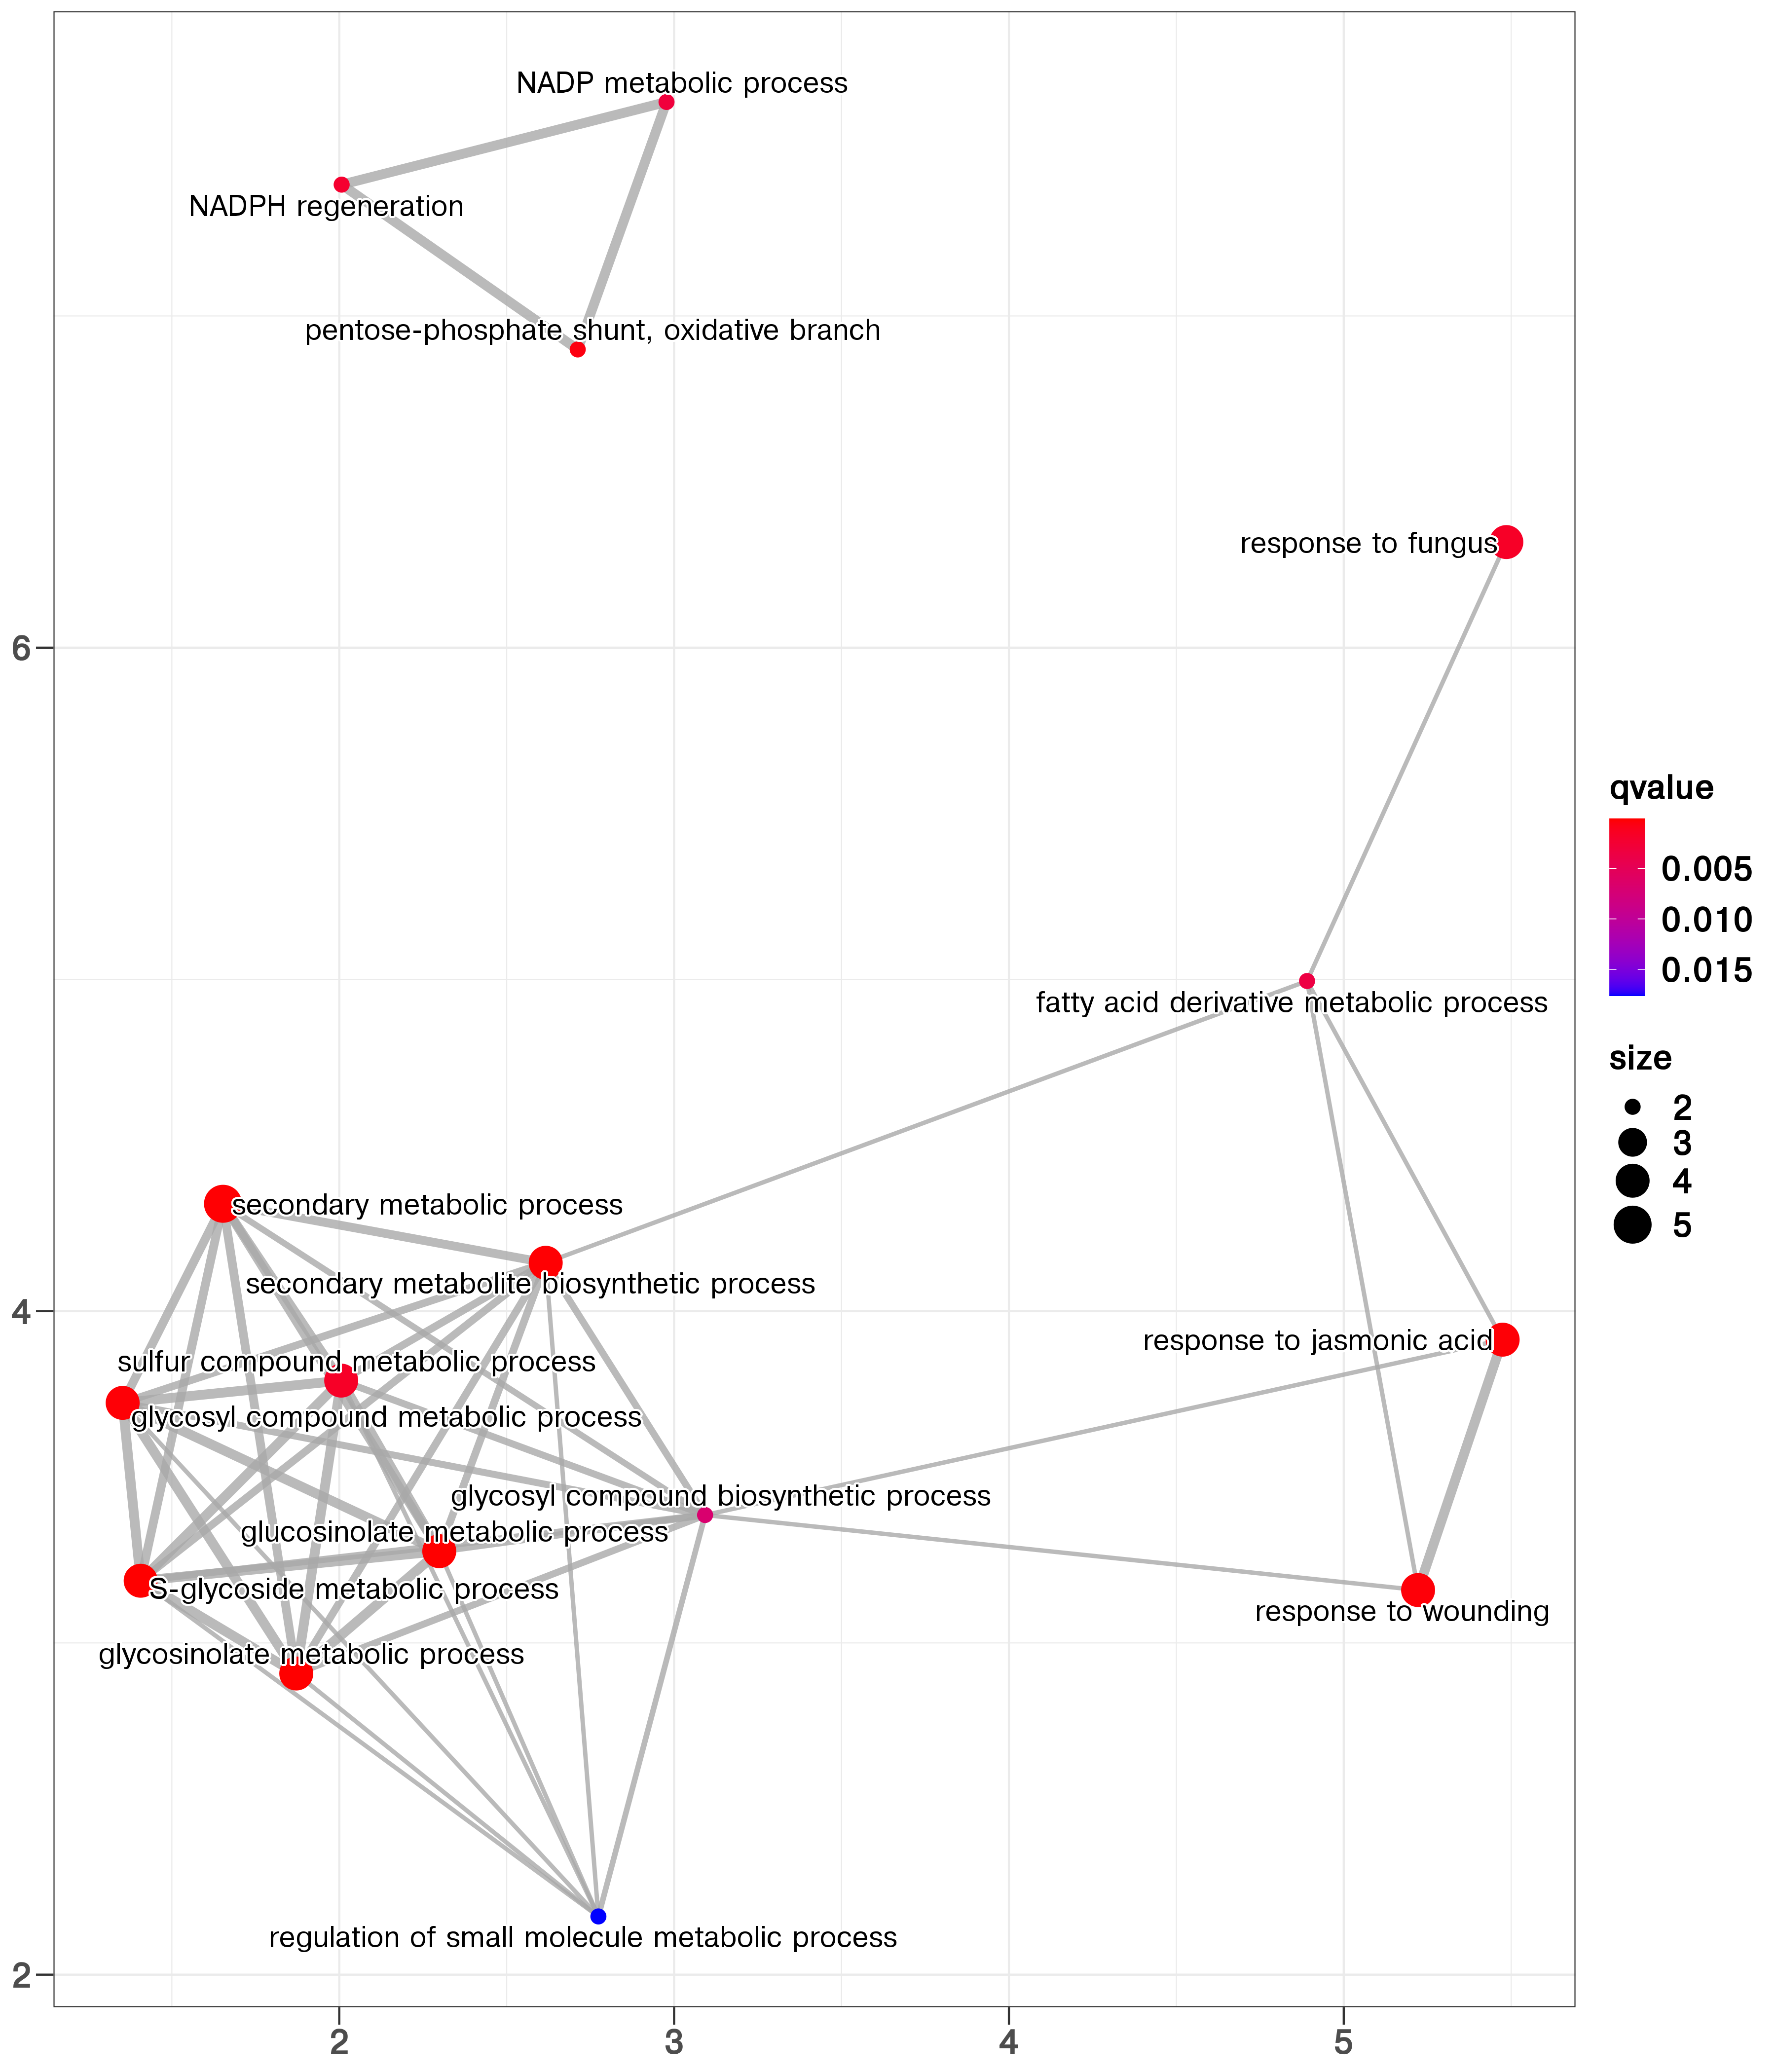 NADP metabolic process
NADPH regeneration
pentose-phosphate shunt, oxidative branch
response to fungus
6
fatty acid derivative metabolic process
secondary metabolic process
secondary metabolite biosynthetic process
4
response to jasmonic acid
sulfur compound metabolic process
glycosyl compound metabolic process
glycosyl compound biosynthetic process
glucosinolate metabolic process
S-glycoside metabolic process
response to wounding
glycosinolate metabolic process
regulation of small molecule metabolic process
2
2 3 4 5
qvalue
0.005
0.010
0.015
size
2
3
4
5